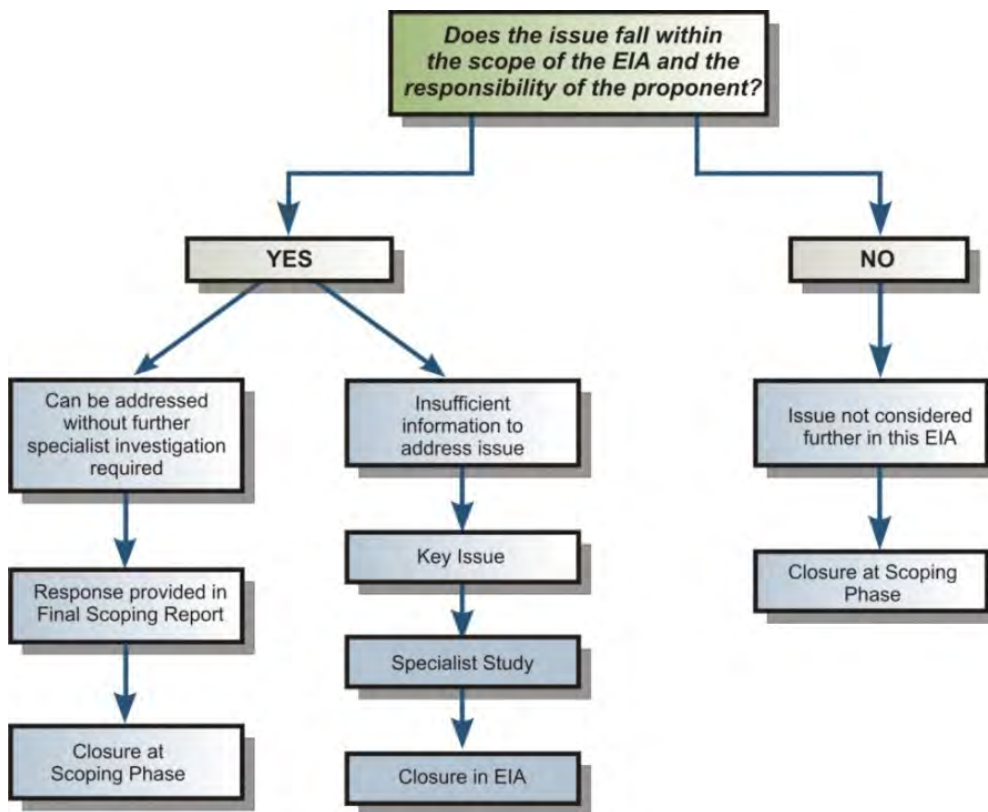 Does the issue fall within
the scope of the EIA and the
responsibility of the proponent?
YES
NO
Can be addressed
without further
specialist investigation
required
Insufficient
information to
address issue
Issue not considered
further in this EIA
Key Issue
Closure at Scoping
Phase
Response provided in
Final Scoping Report
Specialist Study
Closure at
Scoping Phase
Closure in EIA